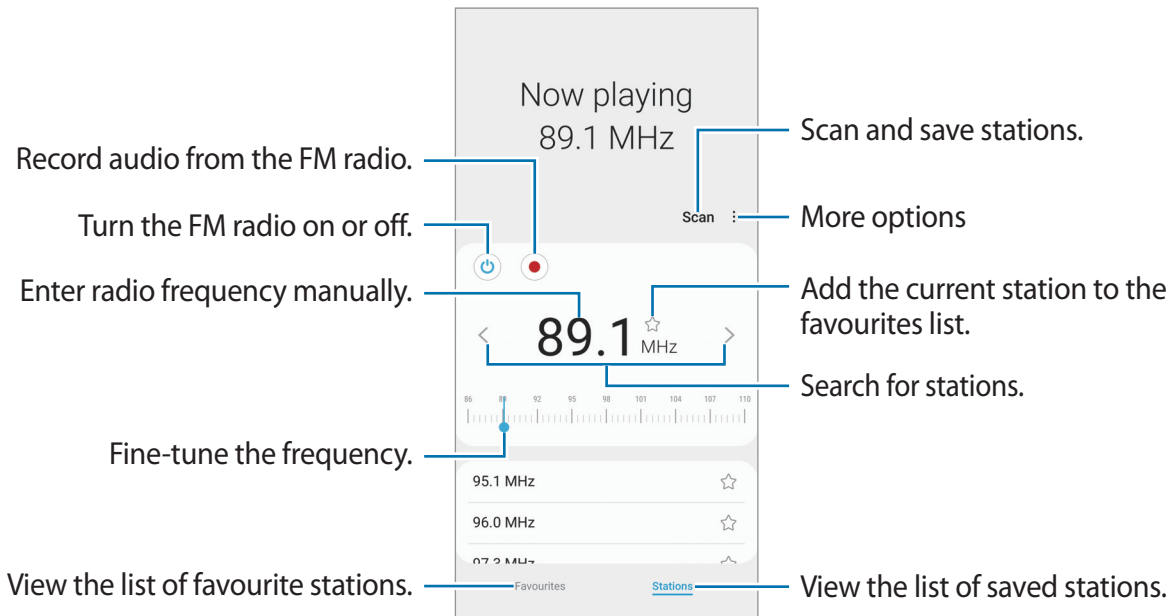 Now playing
89.1 MHz
Scan and save stations.
Record audio from the FM radio.
Scan
More options
Turn the FM radio on or off.
Enter radio frequency manually.
Add the current station to the
favourites list.
89.1 MHz
Search for stations.
86 89 92 95 98 101 104 107 110
Fine-tune the frequency.
95.1 MHz
96.0 MHz
97.3 MHz
View the list of favourite stations.
Favourites
Stations
View the list of saved stations.